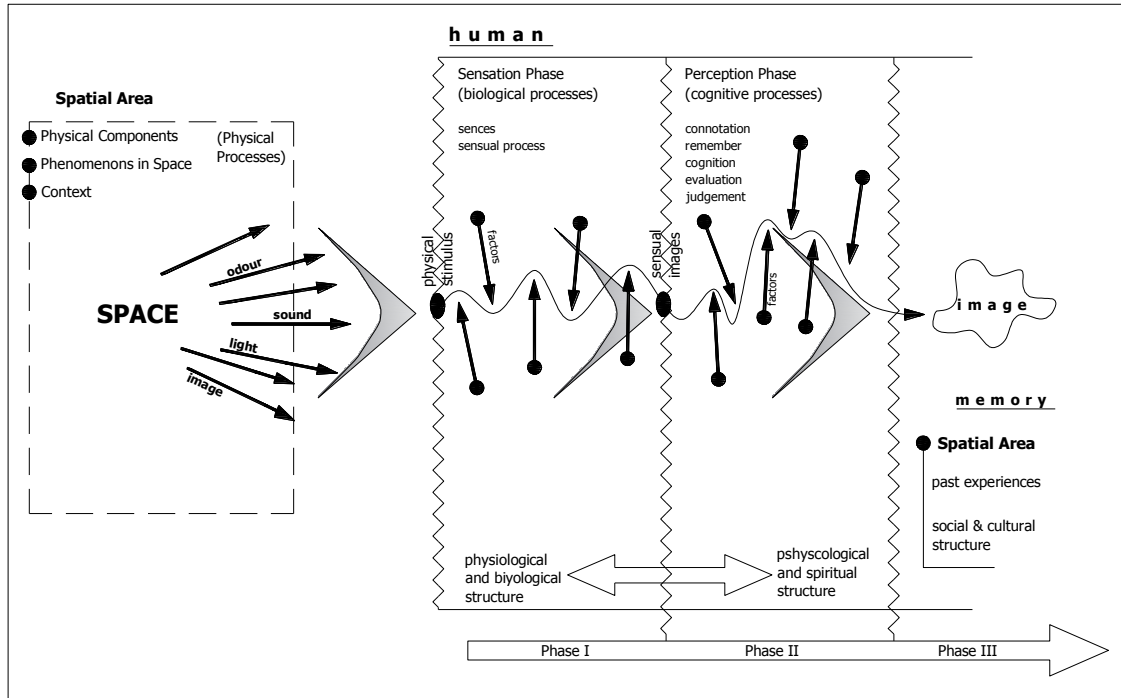 human
Spatial Area
Physical Components
Phenomenons in Space
Context
(Physical
Processes)
SPACE
odour
sound
light
image
Sensation Phase
(biological processes)
sences
sensual process
physical
stimulus
factors
Perception Phase
(cognitive processes)
connotation
remember
cognition
evaluation
judgement
sensual
images
factors
image
memory
Spatial Area
past experiences
social & cultural
structure
physiological
and biyological
structure
pshyscological
and spiritual
structure
Phase I
Phase II
Phase III